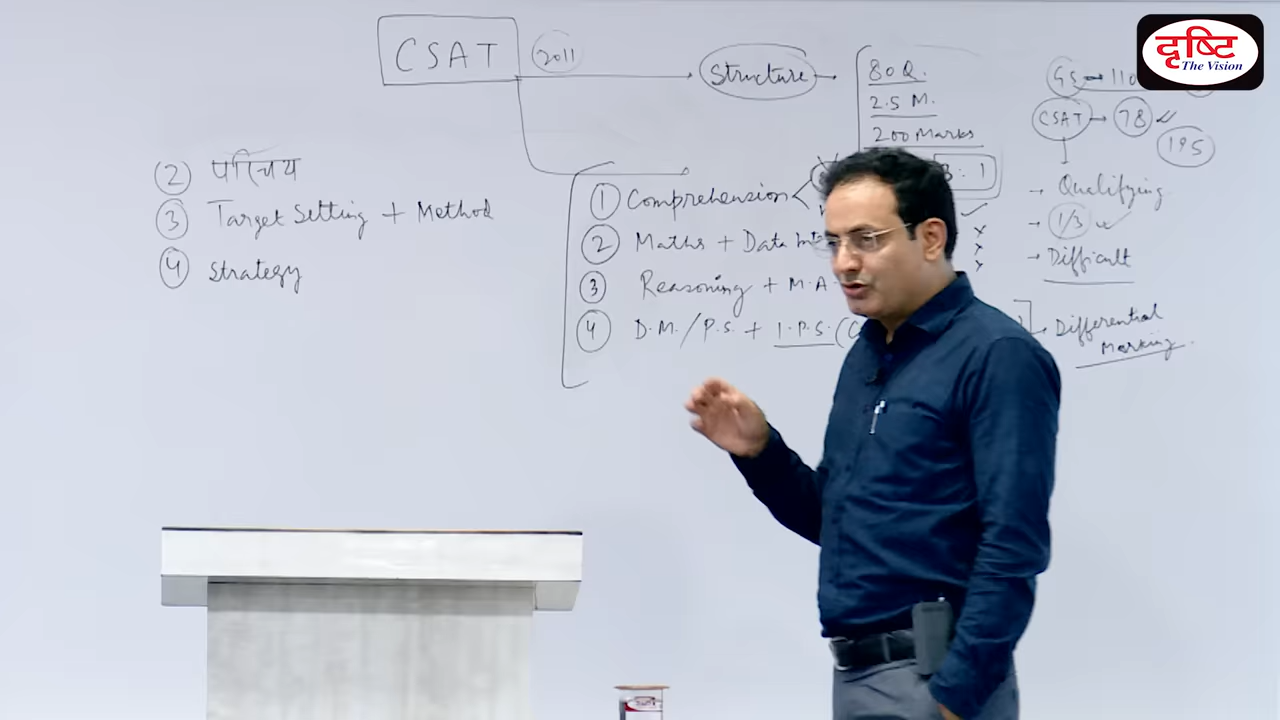 CSAT
2011
Structure
80 Q.
2.5 M.
200 Marks
B : 1
GS → 110
CSAT → 78
195
→ Qualifying
→ 1/3
→ Difficult
② परिचय
③ Target Setting + Method
④ Strategy
① Comprehension
② Maths + Data Int
③ Reasoning + M.A
④ D.M. / P.S. + I.P.S. (C
→ Differential
Marking
दृष्टि
The Vision